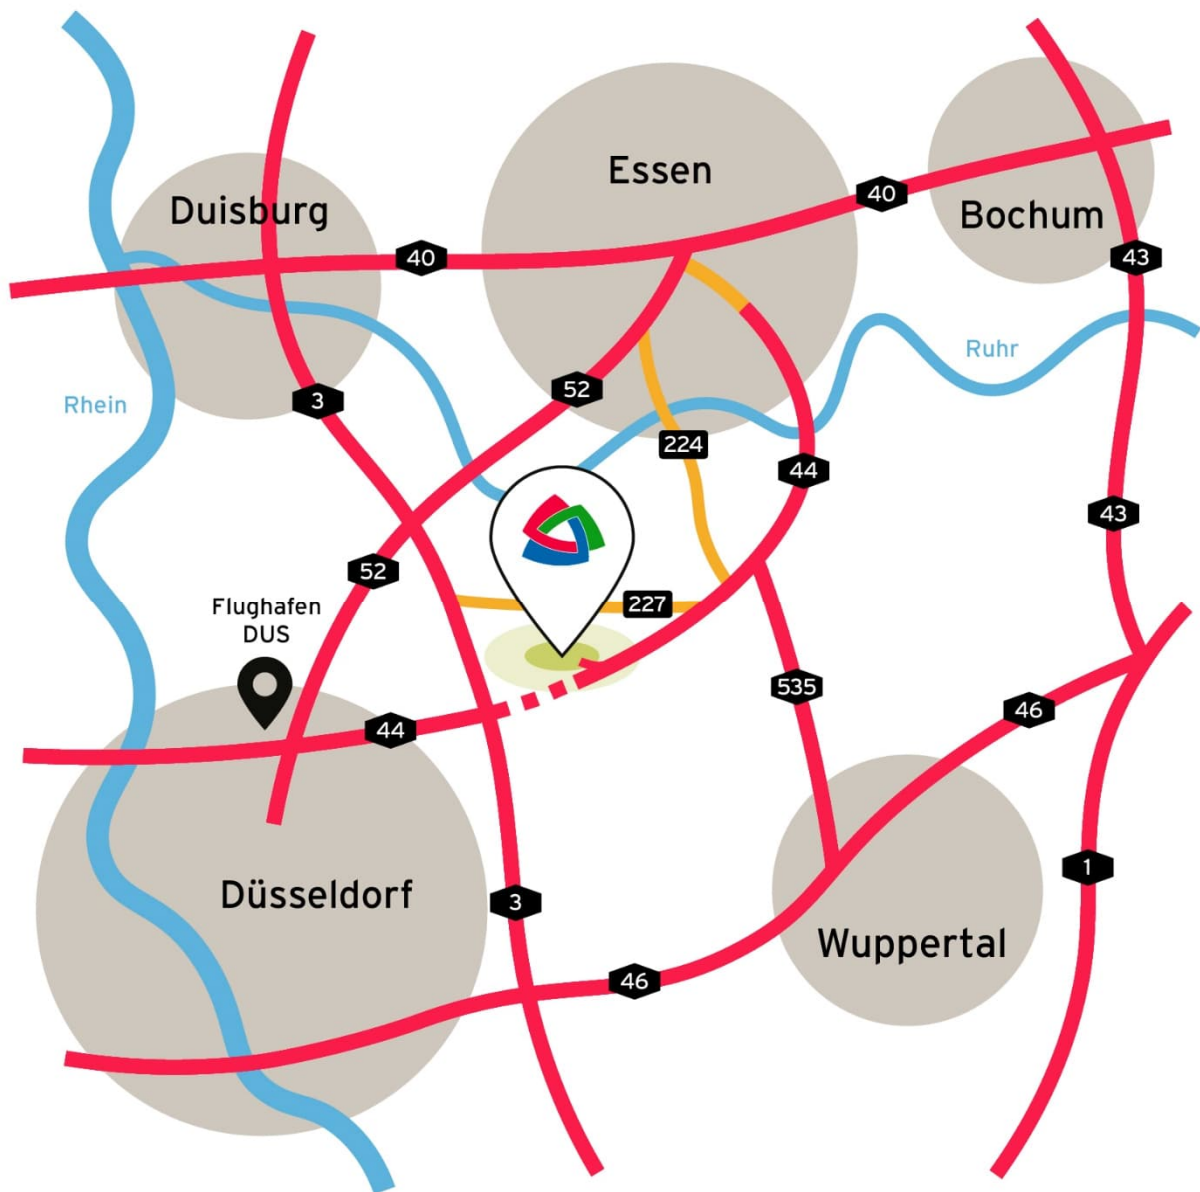 Essen
40
Duisburg
Bochum
40
43
Ruhr
52
3
Rhein
224
44
43
52
227
Flughafen
DUS
535
46
44
1
Düsseldorf
3
Wuppertal
46